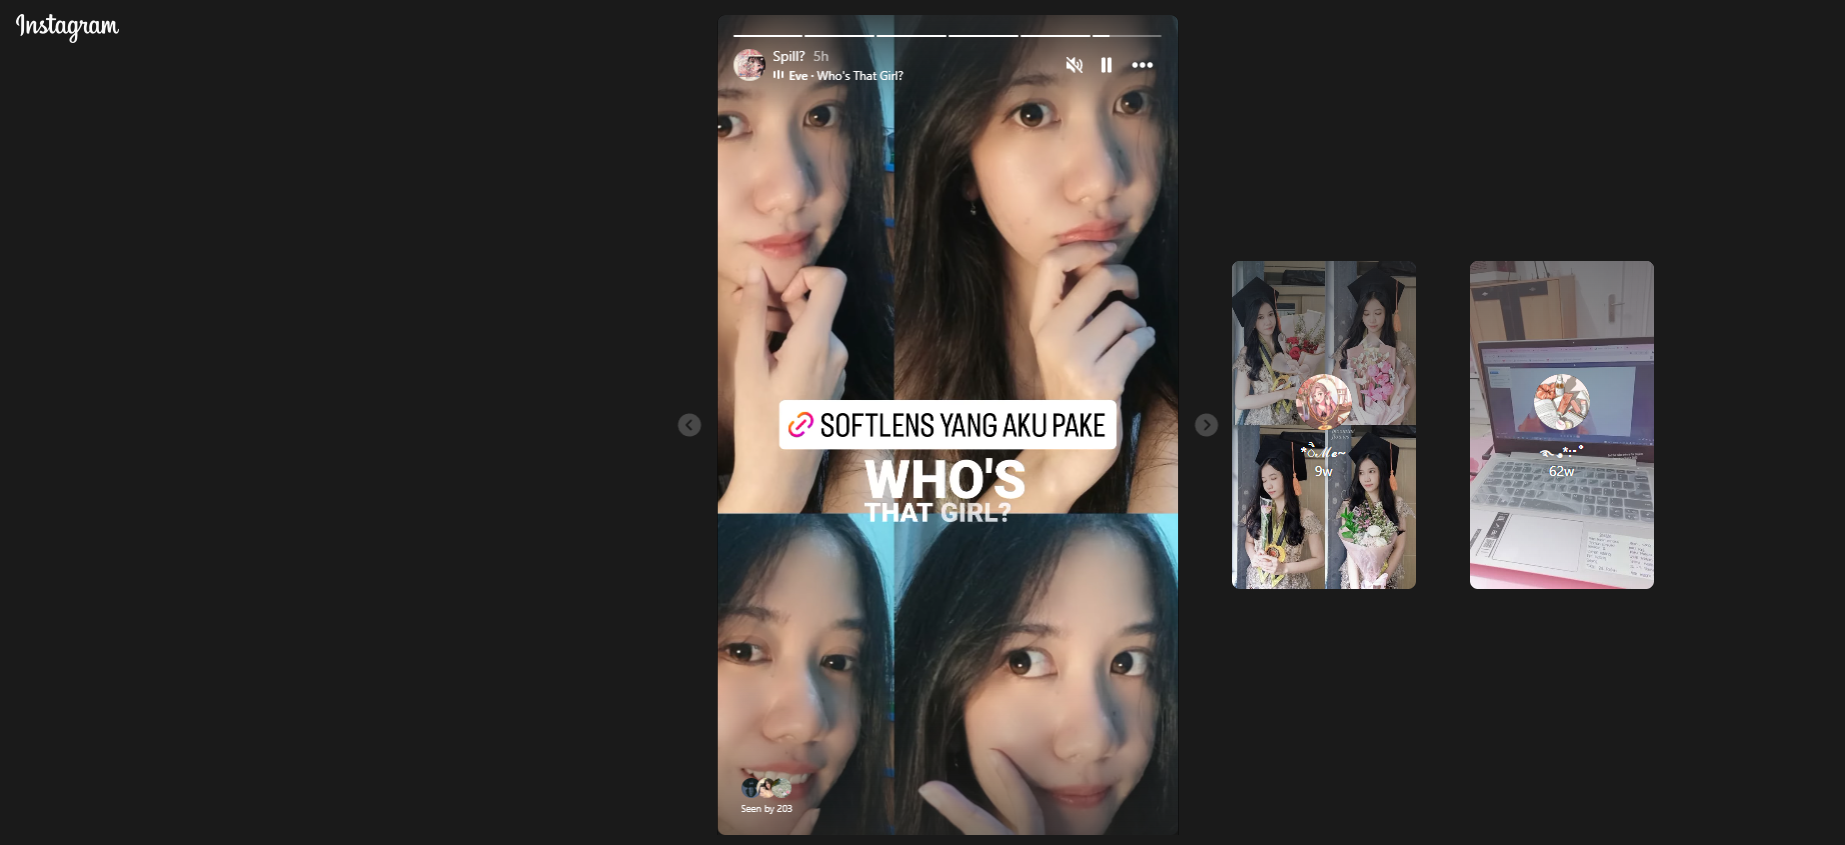 Instagram
Spill? 5h
Eve · Who's That Girl?
SOFTLENS YANG AKU PAKE
WHO'S
THAT GIRL?
Seen by 203
9w
62w